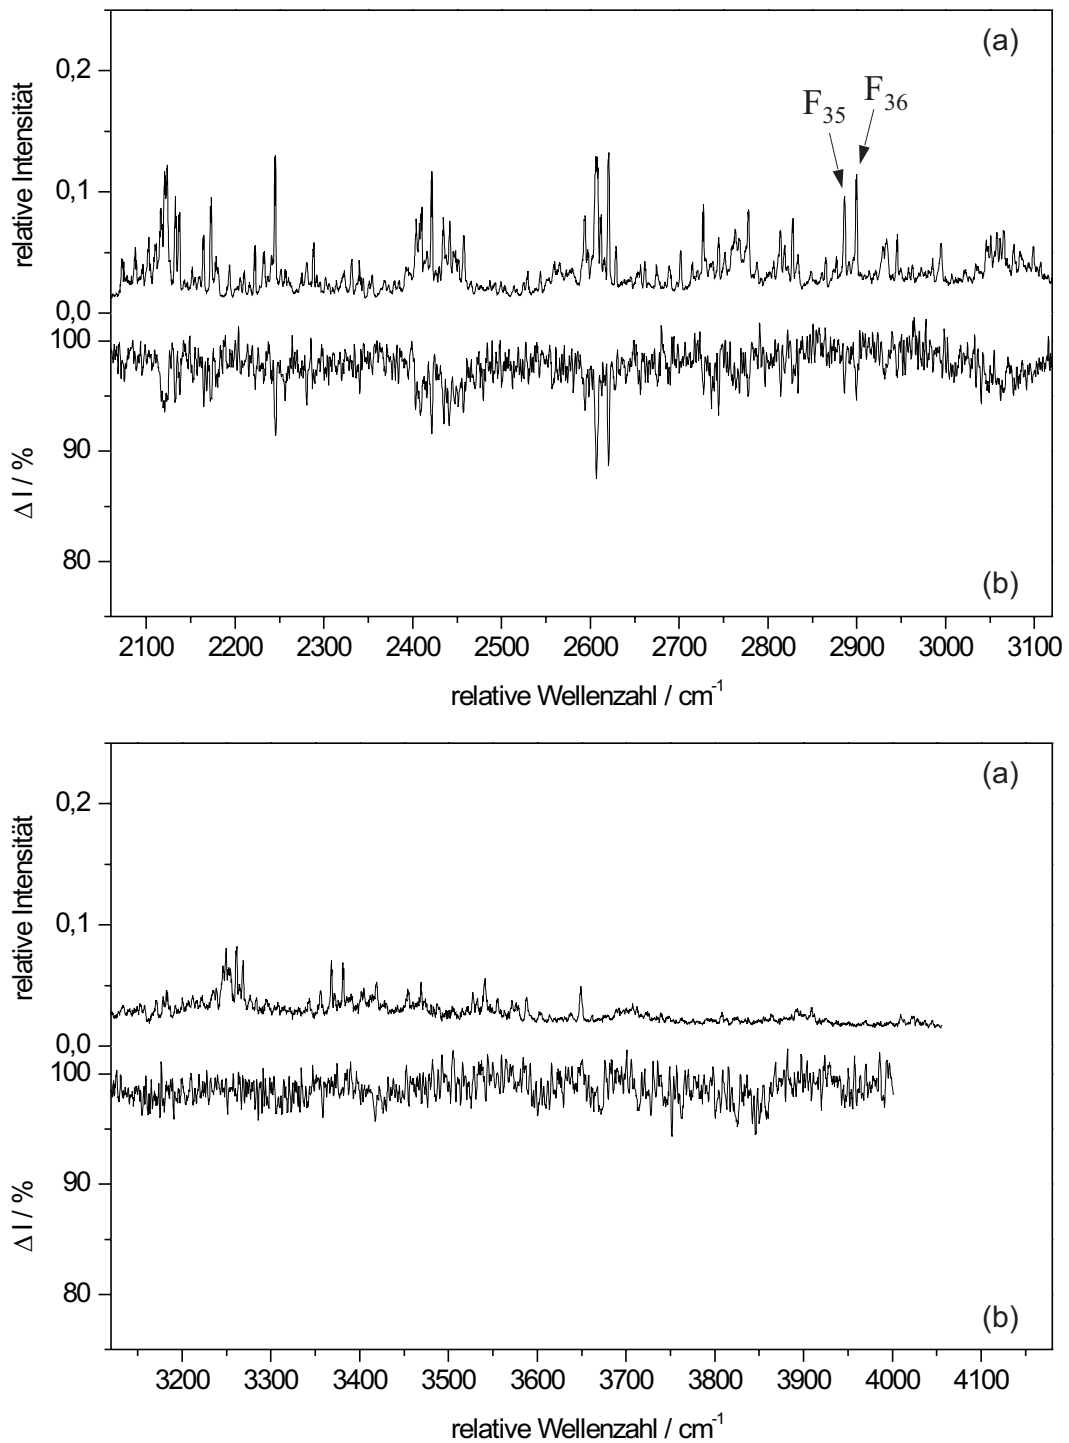 (a)
0,2
F35 F36
relative Intensität
0,1
0,0
100
90
Δ I / %
80
(b)
2100 2200 2300 2400 2500 2600 2700 2800 2900 3000 3100
relative Wellenzahl / cm-1
(a)
0,2
relative Intensität
0,1
0,0
100
90
Δ I / %
80
(b)
3200 3300 3400 3500 3600 3700 3800 3900 4000 4100
relative Wellenzahl / cm-1